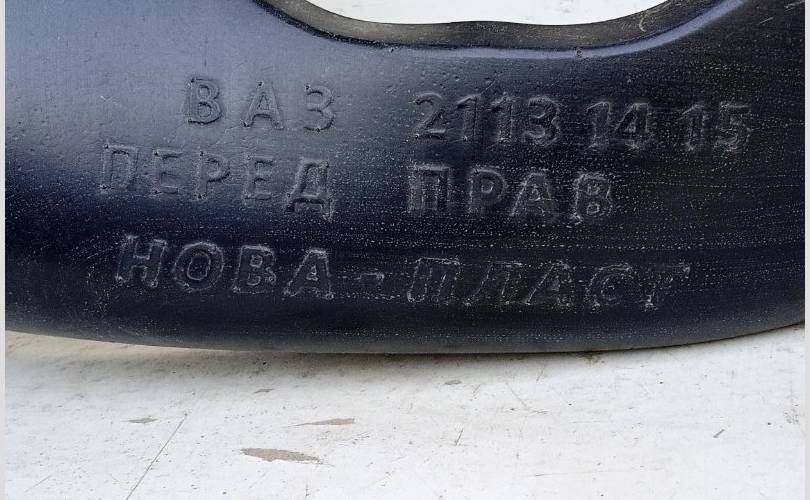 ВАЗ 2113 14 15
ПЕРЕД ПРАВ
НОВА-ПЛАСТ